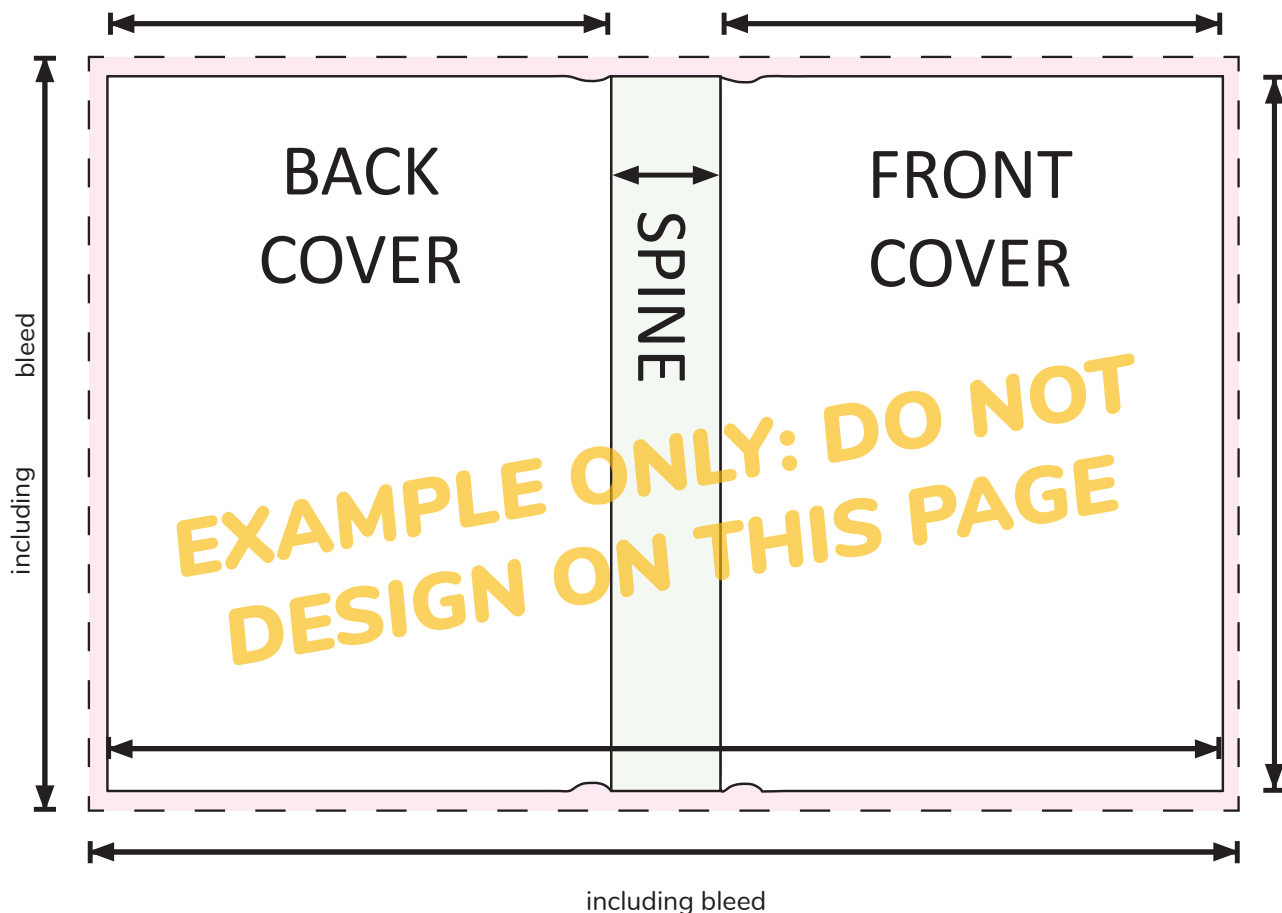 BACK
COVER
SPINE
FRONT
COVER
including bleed
EXAMPLE ONLY: DO NOT
DESIGN ON THIS PAGE
including bleed